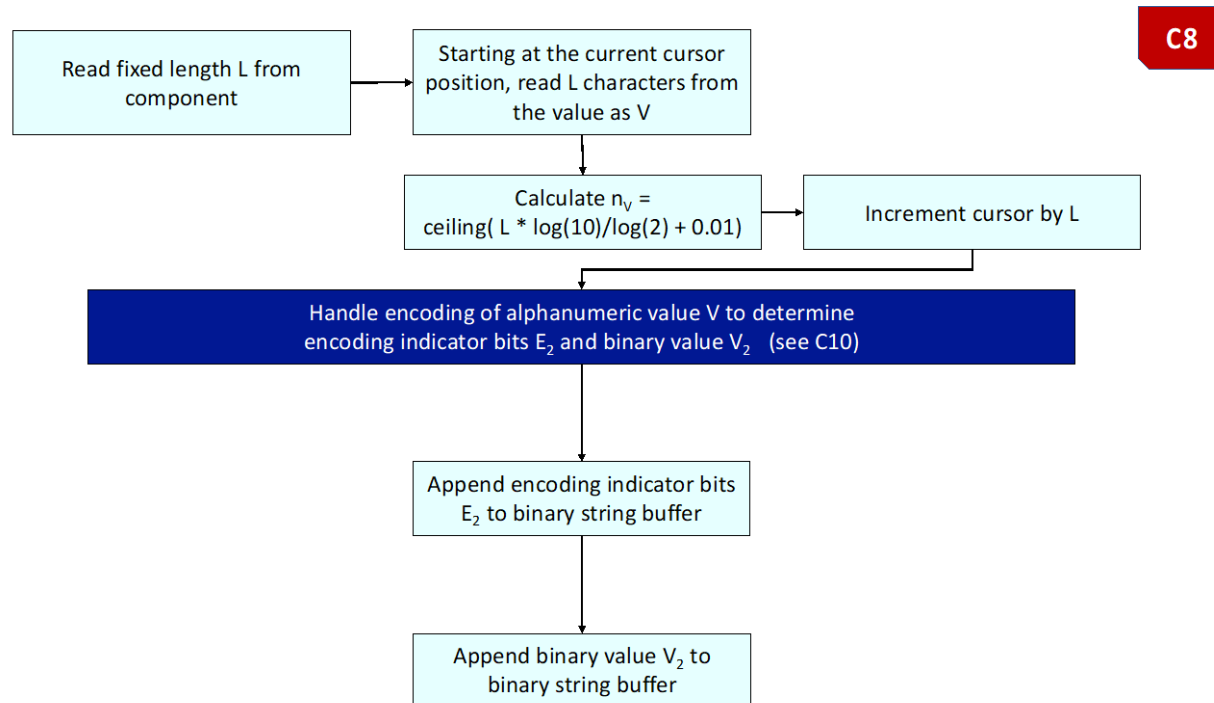 C8
Read fixed length L from
component
Starting at the current cursor
position, read L characters from
the value as V
Calculate nV =
ceiling( L * log(10)/log(2) + 0.01)
Increment cursor by L
Handle encoding of alphanumeric value V to determine
encoding indicator bits E2 and binary value V2 (see C10)
Append encoding indicator bits
E2 to binary string buffer
Append binary value V2 to
binary string buffer